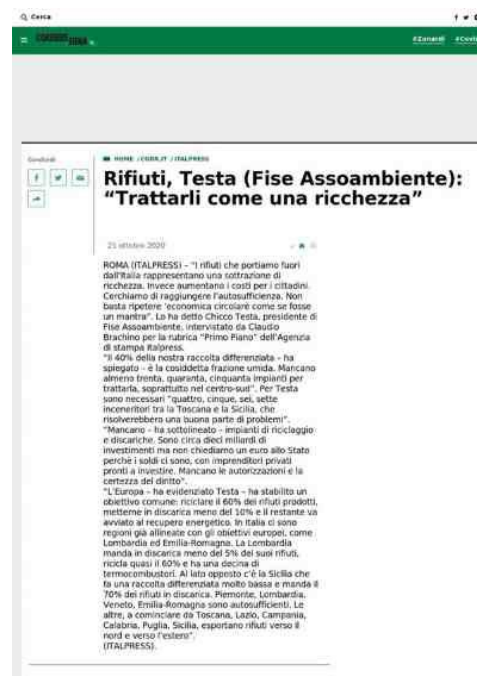 Cerca
#Zanardi
Condividi
HOME / CORR.IT / ITALPRESS
Rifiuti, Testa (Fise Assoambiente):
“Trattarli come una ricchezza”
21 ottobre 2020
ROMA (ITALPRESS) – “I rifiuti che portiamo fuori
dall'Italia rappresentano una sottrazione di
ricchezza. Invece aumentano i costi per i cittadini.
Cerchiamo di raggiungere l'autosufficienza. Non
basta ripetere 'economica circolare come se fosse
un mantra”. Lo ha detto Chicco Testa, presidente di
Fise Assoambiente, intervistato da Claudio
Brachino per la rubrica “Primo Piano” dell'Agenzia
di stampa Italpress.
“Il 40% della nostra raccolta differenziata – ha
spiegato – è la cosiddetta frazione umida. Mancano
almeno trenta, quaranta, cinquanta impianti per
trattarla, soprattutto nel centro-sud”. Per Testa
sono necessari “quattro, cinque, sei, sette
inceneritori tra la Toscana e la Sicilia, che
risolverebbero una buona parte di problemi”.
“Mancano – ha sottolineato – impianti di riciclaggio
e discariche. Sono circa dieci miliardi di
investimenti ma non chiediamo un euro allo Stato
perchè i soldi ci sono, con imprenditori privati
pronti a investire. Mancano le autorizzazioni e la
certezza del diritto”.
“L'Europa – ha evidenziato Testa – ha stabilito un
obiettivo comune: riciclare il 60% dei rifiuti prodotti,
metterne in discarica meno del 10% e il restante va
avviato al recupero energetico. In Italia ci sono
regioni già allineate con gli obiettivi europei, come
Lombardia ed Emilia-Romagna. La Lombardia
manda in discarica meno del 5% dei suoi rifiuti,
ricicla quasi il 60% e ha una decina di
termocombustori. Al lato opposto c'è la Sicilia che
fa una raccolta differenziata molto bassa e manda il
70% dei rifiuti in discarica. Piemonte, Lombardia,
Veneto, Emilia-Romagna sono autosufficienti. Le
altre, a cominciare da Toscana, Lazio, Campania,
Calabria, Puglia, Sicilia, esportano rifiuti verso il
nord e verso l'estero”.
(ITALPRESS).